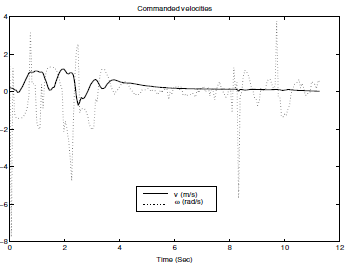 Commanded velocities
4
2
0
-2
-4
-6
-8
v (m/s)
ω (rad/s)
0 2 4 6 8 10 12
Time (Sec)